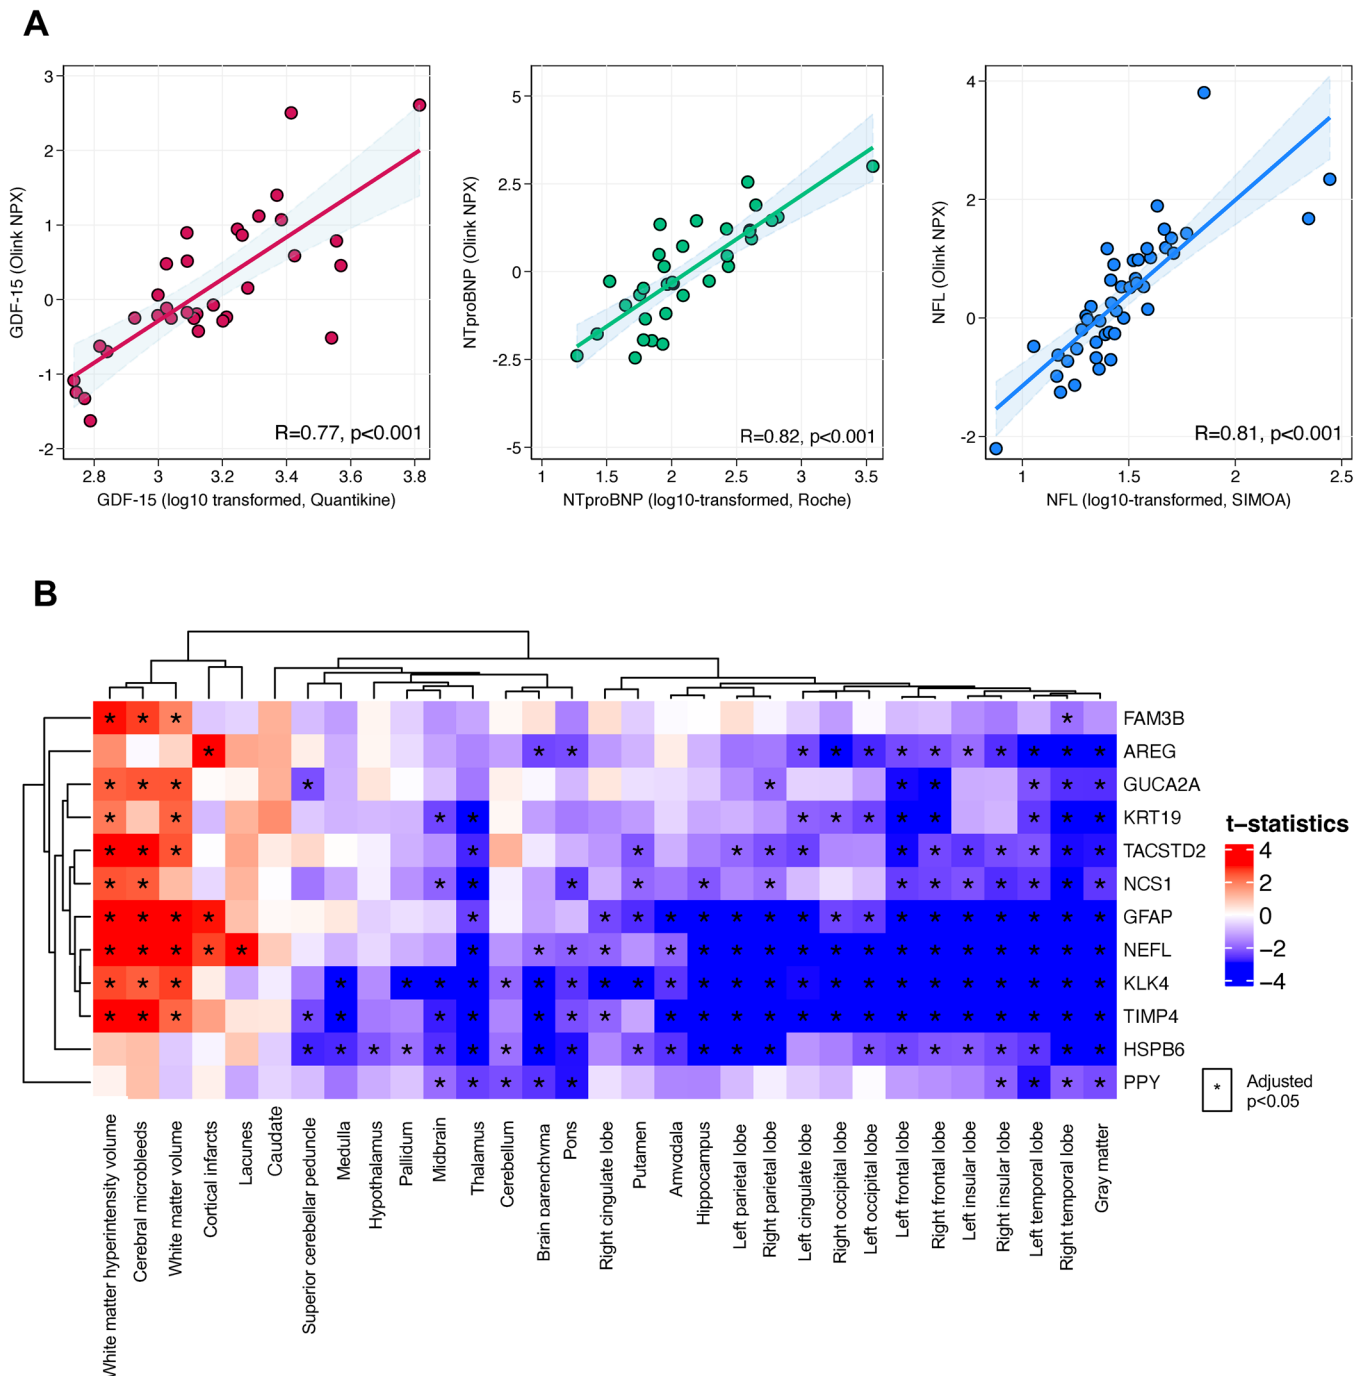 A
3
2
1
0
-1
-2
GDF-15 (Olink NPX)
R=0.77, p<0.001
2.8
3
3.2
3.4
3.6
3.8
GDF-15 (log10 transformed, Quantikine)
5
2.5
0
-2.5
-5
NTproBNP (Olink NPX)
R=0.82, p<0.001
1
1.5
2
2.5
3
3.5
NTproBNP (log10-transformed, Roche)
4
2
0
-2
NFL (Olink NPX)
R=0.81, p<0.001
1
1.5
2
2.5
NFL (log10-transformed, SIMOA)
B
FAM3B
AREG
GUCA2A
KRT19
TACSTD2
NCS1
GFAP
NEFL
KLK4
TIMP4
HSPB6
PPY
t-statistics
4
2
0
-2
-4
* Adjusted
p<0.05
White matter hyperintensity volume
Cerebral microbleeds
White matter volume
Cortical infarcts
Lacunes
Caudate
Superior cerebellar peduncle
Medulla
Hypothalamus
Pallidum
Midbrain
Thalamus
Cerebellum
Brain parenchyma
Pons
Right cingulate lobe
Putamen
Amygdala
Hippocampus
Left parietal lobe
Right parietal lobe
Left cingulate lobe
Right occipital lobe
Left occipital lobe
Left frontal lobe
Right frontal lobe
Left insular lobe
Right insular lobe
Left temporal lobe
Right temporal lobe
Gray matter